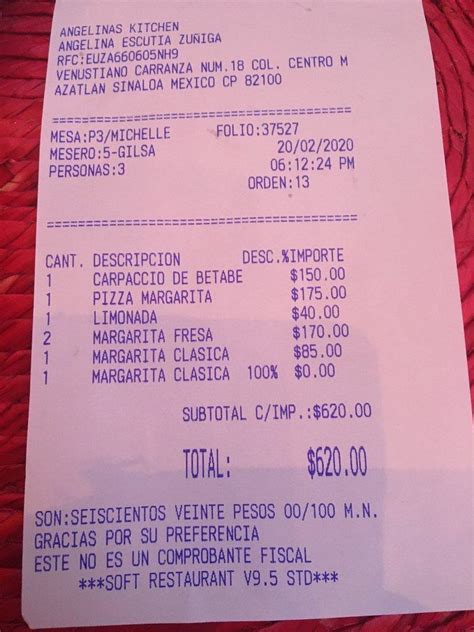 ANGELINAS KITCHEN
ANGELINA ESCUTIA ZUÑIGA
RFC:EUZA660605NH9
VENUSTIANO CARRANZA NUM.18 COL. CENTRO M
AZATLAN SINALOA MEXICO CP 82100
========================================
MESA:P3/MICHELLE FOLIO:37527
MESERO:5-GILSA 20/02/2020
PERSONAS:3 06:12:24 PM
ORDEN:13
========================================
CANT. DESCRIPCION DESC.%IMPORTE
1 CARPACCIO DE BETABE $150.00
1 PIZZA MARGARITA $175.00
1 LIMONADA $40.00
2 MARGARITA FRESA $170.00
1 MARGARITA CLASICA $85.00
1 MARGARITA CLASICA 100% $0.00
SUBTOTAL C/IMP.:$620.00
TOTAL: $620.00
SON:SEISCIENTOS VEINTE PESOS 00/100 M.N.
GRACIAS POR SU PREFERENCIA
ESTE NO ES UN COMPROBANTE FISCAL
***SOFT RESTAURANT V9.5 STD***